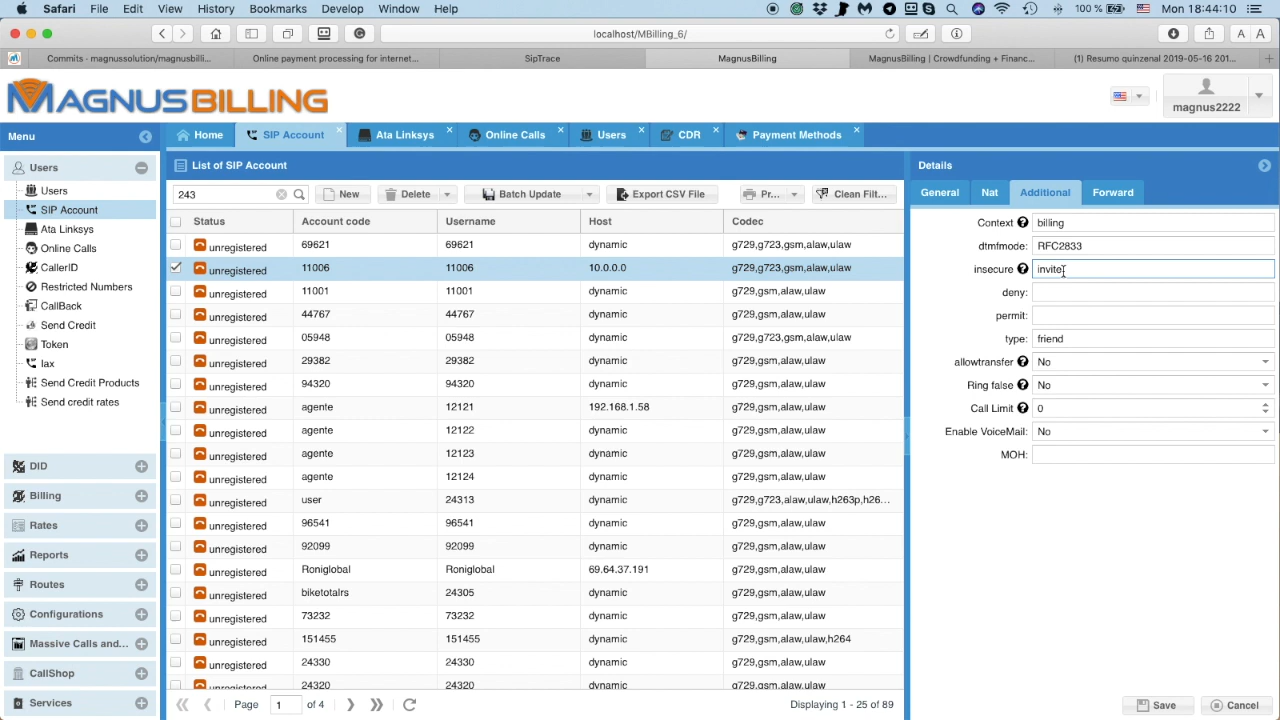 Safari File Edit View History Bookmarks Develop Window Help 100 % Mon 18:44:10
localhost/MBilling_6/ A A
Commits - magnussolution/magnusbilli... Online payment processing for internet... SipTrace MagnusBilling MagnusBilling | Crowdfunding + Financ... (1) Resumo quinzenal 2019-05-16 201...
MAGNUSBILLING
magnus2222
Menu Home SIP Account Ata Linksys Online Calls Users CDR Payment Methods
Users List of SIP Account Details
Users 243 New Delete Batch Update Export CSV File Pr... Clean Filt... General Nat Additional Forward
SIP Account Status Account code Username Host Codec Context billing
Ata Linksys unregistered 69621 69621 dynamic g729,g723,gsm,alaw,ulaw dtmfmode: RFC2833
Online Calls unregistered 11006 11006 10.0.0.0 g729,g723,gsm,alaw,ulaw insecure invite
CallerID unregistered 11001 11001 dynamic g729,gsm,alaw,ulaw deny:
Restricted Numbers unregistered 44767 44767 dynamic g729,gsm,alaw,ulaw permit:
CallBack unregistered 05948 05948 dynamic g729,g723,gsm,alaw,ulaw type: friend
Send Credit unregistered 29382 29382 dynamic g729,gsm,alaw,ulaw allowtransfer No
Token unregistered 94320 94320 dynamic g729,gsm,alaw,ulaw Ring false No
Iax unregistered agente 12121 192.168.1.58 g729,gsm,alaw,ulaw Call Limit 0
Send Credit Products unregistered agente 12122 dynamic g729,gsm,alaw,ulaw Enable VoiceMail: No
Send credit rates unregistered agente 12123 dynamic g729,gsm,alaw,ulaw MOH:
unregistered agente 12124 dynamic g729,gsm,alaw,ulaw
DID unregistered user 24313 dynamic g729,g723,alaw,ulaw,h263p,h26...
Billing unregistered 96541 96541 dynamic g729,gsm,alaw,ulaw
Rates unregistered 92099 92099 dynamic g729,gsm,alaw,ulaw
Reports unregistered Roniglobal Roniglobal 69.64.37.191 g729,gsm,alaw,ulaw
Routes unregistered biketotalrs 24305 dynamic g729,gsm,alaw,ulaw
Configurations unregistered 73232 73232 dynamic g729,gsm,alaw,ulaw
Massive Calls and... unregistered 151455 151455 dynamic g729,gsm,alaw,ulaw,h264
CallShop unregistered 24330 24330 dynamic g729,gsm,alaw,ulaw
unregistered 24320 24320 dynamic g729,gsm,alaw,ulaw
Services Page 1 of 4 Displaying 1 - 25 of 89 Save Cancel